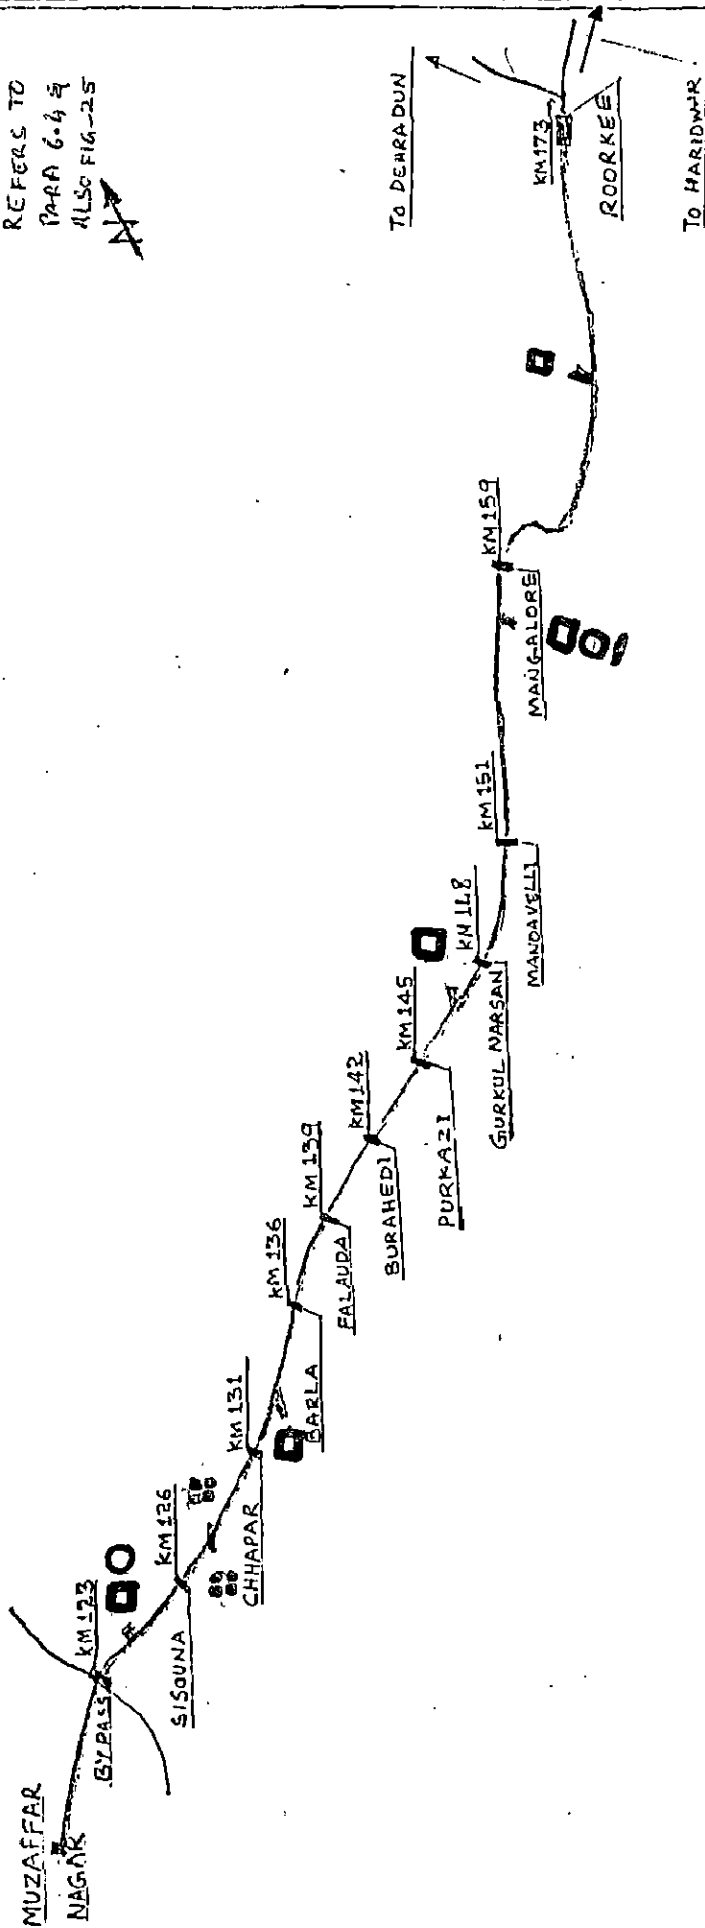 REFERS TO
PARA 6.4 &
ALSO FIG-25
N
MUZAFFAR
NAGAR
BYPASS
KM 123
SISOUNA
KM 126
CHHAPAR
KM 131
BARLA
KM 136
FALAUDA
KM 139
BURAHEDI
KM 142
PURKAZI
KM 145
GURKUL NARSAN
KM 148
MANDAVELLI
KM 151
MANGALORE
KM 159
ROORKEE
KM 173
TO DEHRADUN
TO HARIDWAR